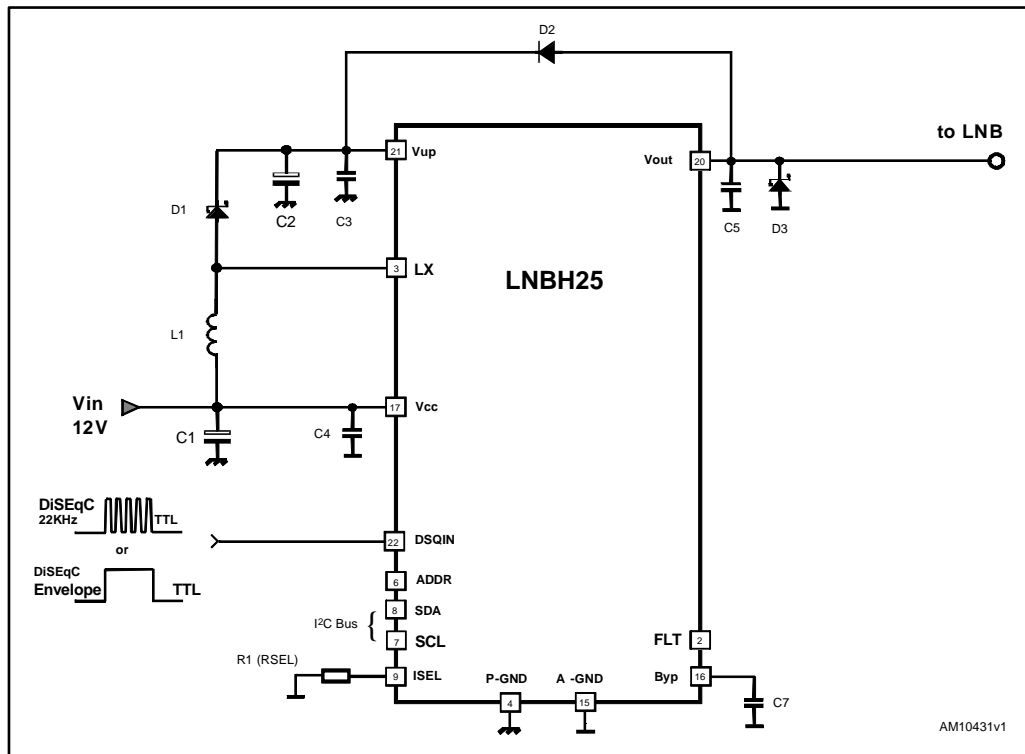 D2
to LNB
21
Vup
Vout
20
D1
C2
C3
C5
D3
3
LX
LNBH25
L1
Vin
12V
17
Vcc
C1
C4
DiSEqC
22KHz
TTL
or
22
DSQIN
DiSEqC
Envelope
TTL
6
ADDR
8
SDA
I²C Bus {
7
SCL
FLT
2
R1 (RSEL)
9
ISEL
P-GND
A -GND
Byp
16
4
15
C7
AM10431v1